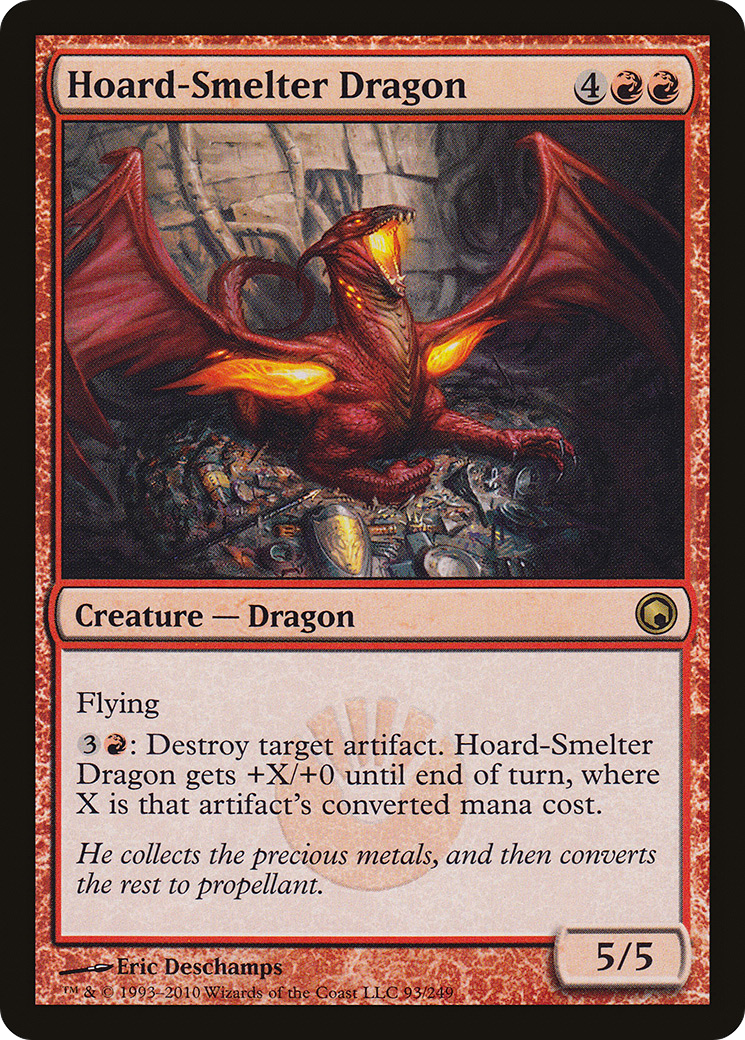 Hoard-Smelter Dragon 4
Creature — Dragon
Flying
3: Destroy target artifact. Hoard-Smelter
Dragon gets +X/+0 until end of turn, where
X is that artifact's converted mana cost.
He collects the precious metals, and then converts
the rest to propellant.
5/5
Eric Deschamps
™ & © 1993–2010 Wizards of the Coast LLC 93/249